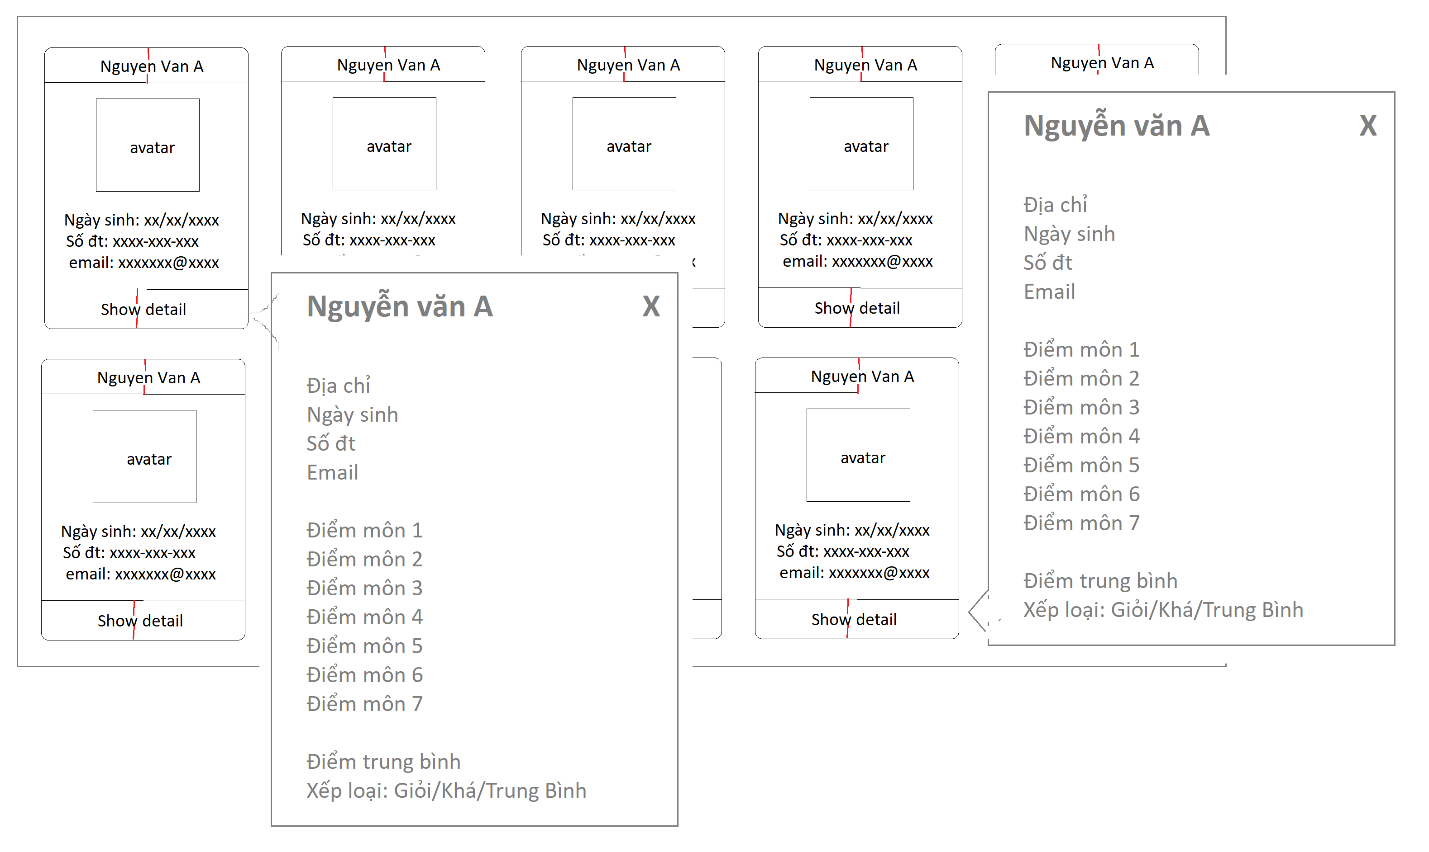 Nguyen Van A
avatar
Ngày sinh: xx/xx/xxxx
Số đt: xxxx-xxx-xxx
email: xxxxxxx@xxxx
Show detail
Nguyen Van A
avatar
Ngày sinh: xx/xx/xxxx
Số đt: xxxx-xxx-xxx
Nguyen Van A
avatar
Ngày sinh: xx/xx/xxxx
Số đt: xxxx-xxx-xxx
x
Nguyen Van A
avatar
Ngày sinh: xx/xx/xxxx
Số đt: xxxx-xxx-xxx
email: xxxxxxx@xxxx
Show detail
Nguyen Van A
Nguyễn văn A X
Địa chỉ
Ngày sinh
Số đt
Email
Điểm môn 1
Điểm môn 2
Điểm môn 3
Điểm môn 4
Điểm môn 5
Điểm môn 6
Điểm môn 7
Điểm trung bình
Xếp loại: Giỏi/Khá/Trung Bình
Nguyen Van A
avatar
Ngày sinh: xx/xx/xxxx
Số đt: xxxx-xxx-xxx
email: xxxxxxx@xxxx
Show detail
Nguyễn văn A X
Địa chỉ
Ngày sinh
Số đt
Email
Điểm môn 1
Điểm môn 2
Điểm môn 3
Điểm môn 4
Điểm môn 5
Điểm môn 6
Điểm môn 7
Điểm trung bình
Xếp loại: Giỏi/Khá/Trung Bình
Nguyen Van A
avatar
Ngày sinh: xx/xx/xxxx
Số đt: xxxx-xxx-xxx
email: xxxxxxx@xxxx
Show detail